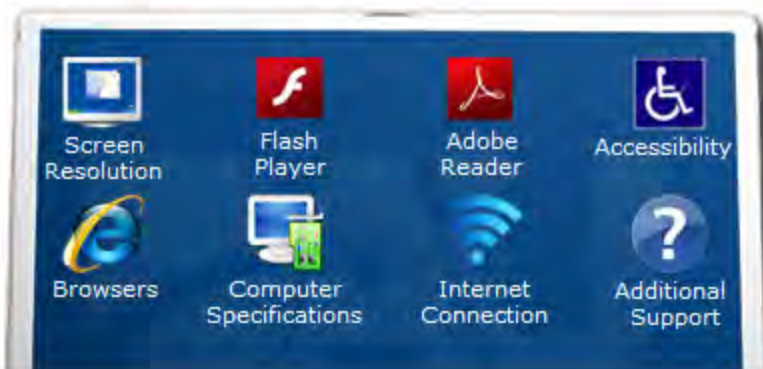 Screen
Resolution
Flash
Player
Adobe
Reader
Accessibility
Browsers
Computer
Specifications
Internet
Connection
Additional
Support